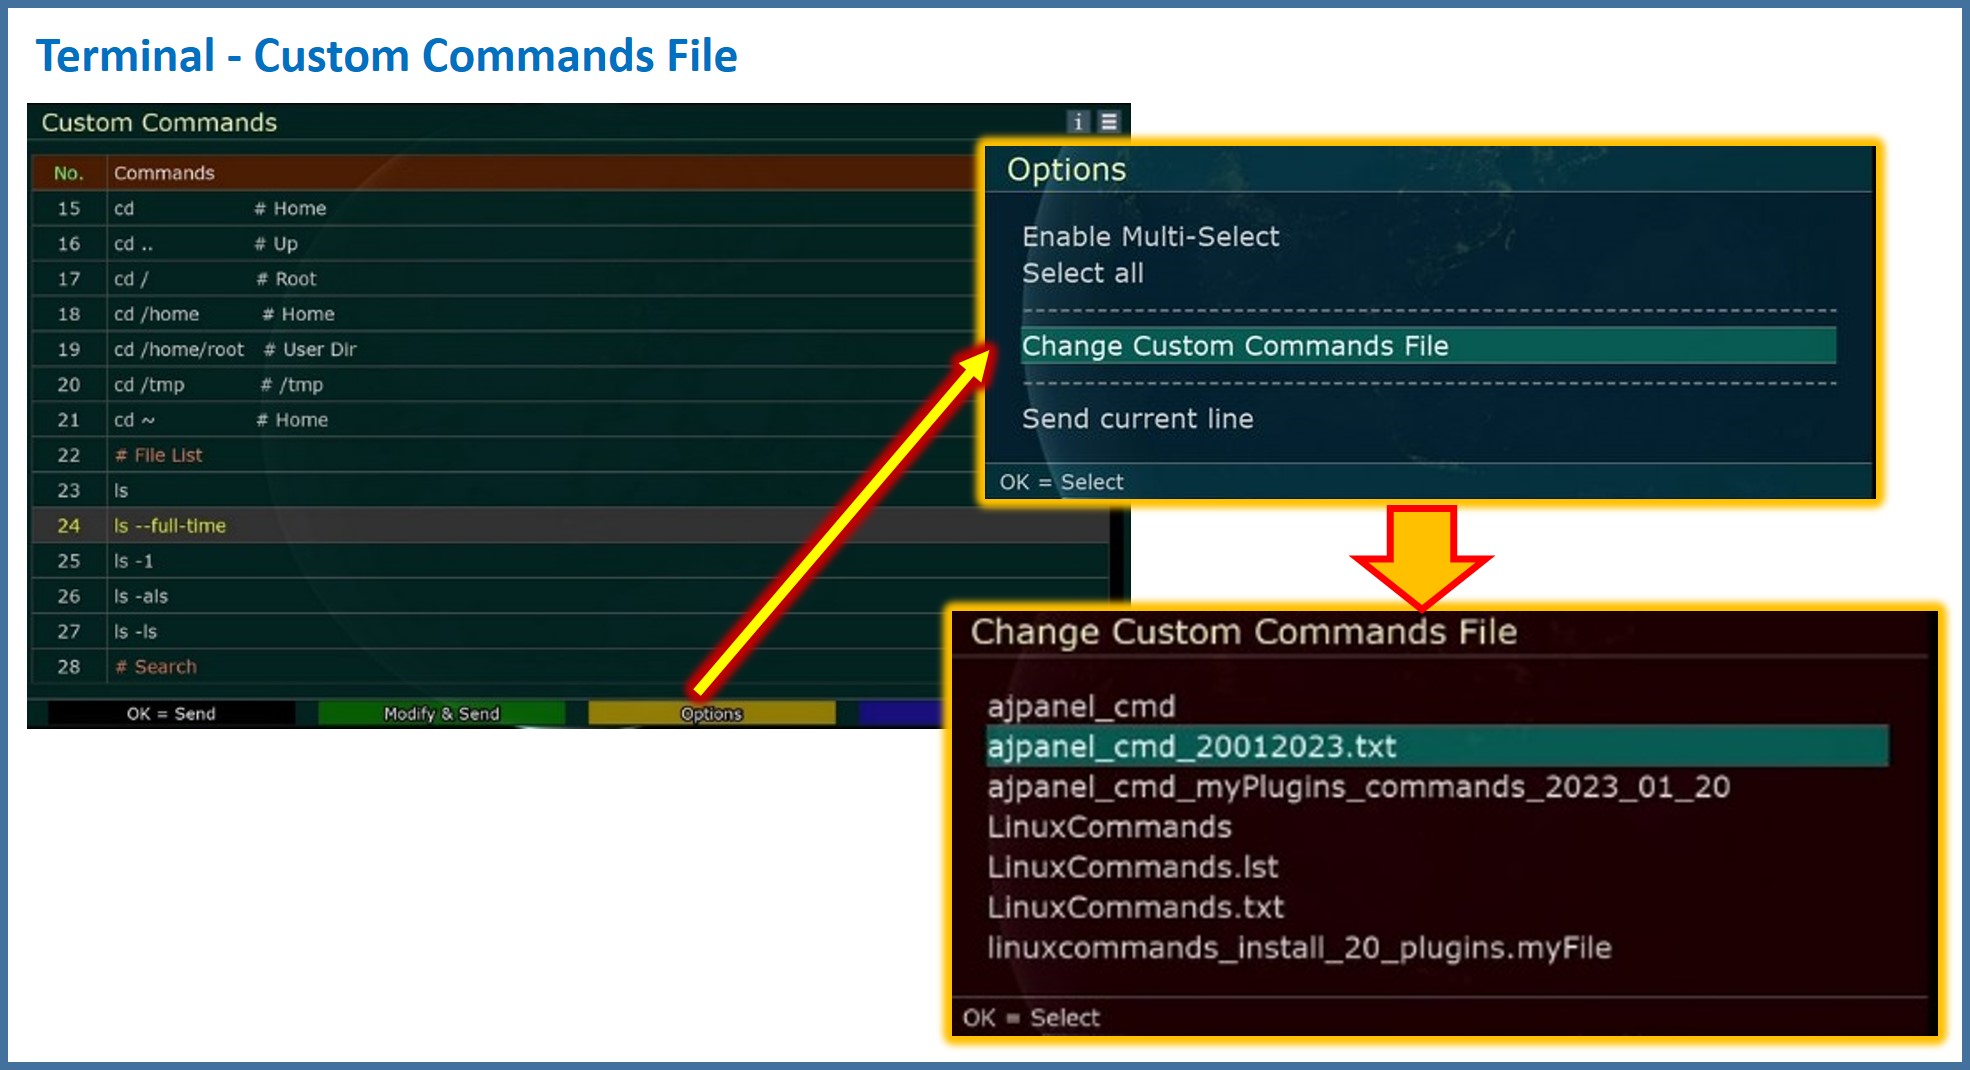 Terminal - Custom Commands File
Custom Commands
i
No. Commands
15 cd # Home
16 cd .. # Up
17 cd / # Root
18 cd /home # Home
19 cd /home/root # User Dir
20 cd /tmp # /tmp
21 cd ~ # Home
22 # File List
23 ls
24 ls --full-time
25 ls -1
26 ls -als
27 ls -ls
28 # Search
OK = Send Modify & Send Options
Options
Enable Multi-Select
Select all
Change Custom Commands File
Send current line
OK = Select
Change Custom Commands File
ajpanel_cmd
ajpanel_cmd_20012023.txt
ajpanel_cmd_myPlugins_commands_2023_01_20
LinuxCommands
LinuxCommands.lst
LinuxCommands.txt
linuxcommands_install_20_plugins.myFile
OK = Select